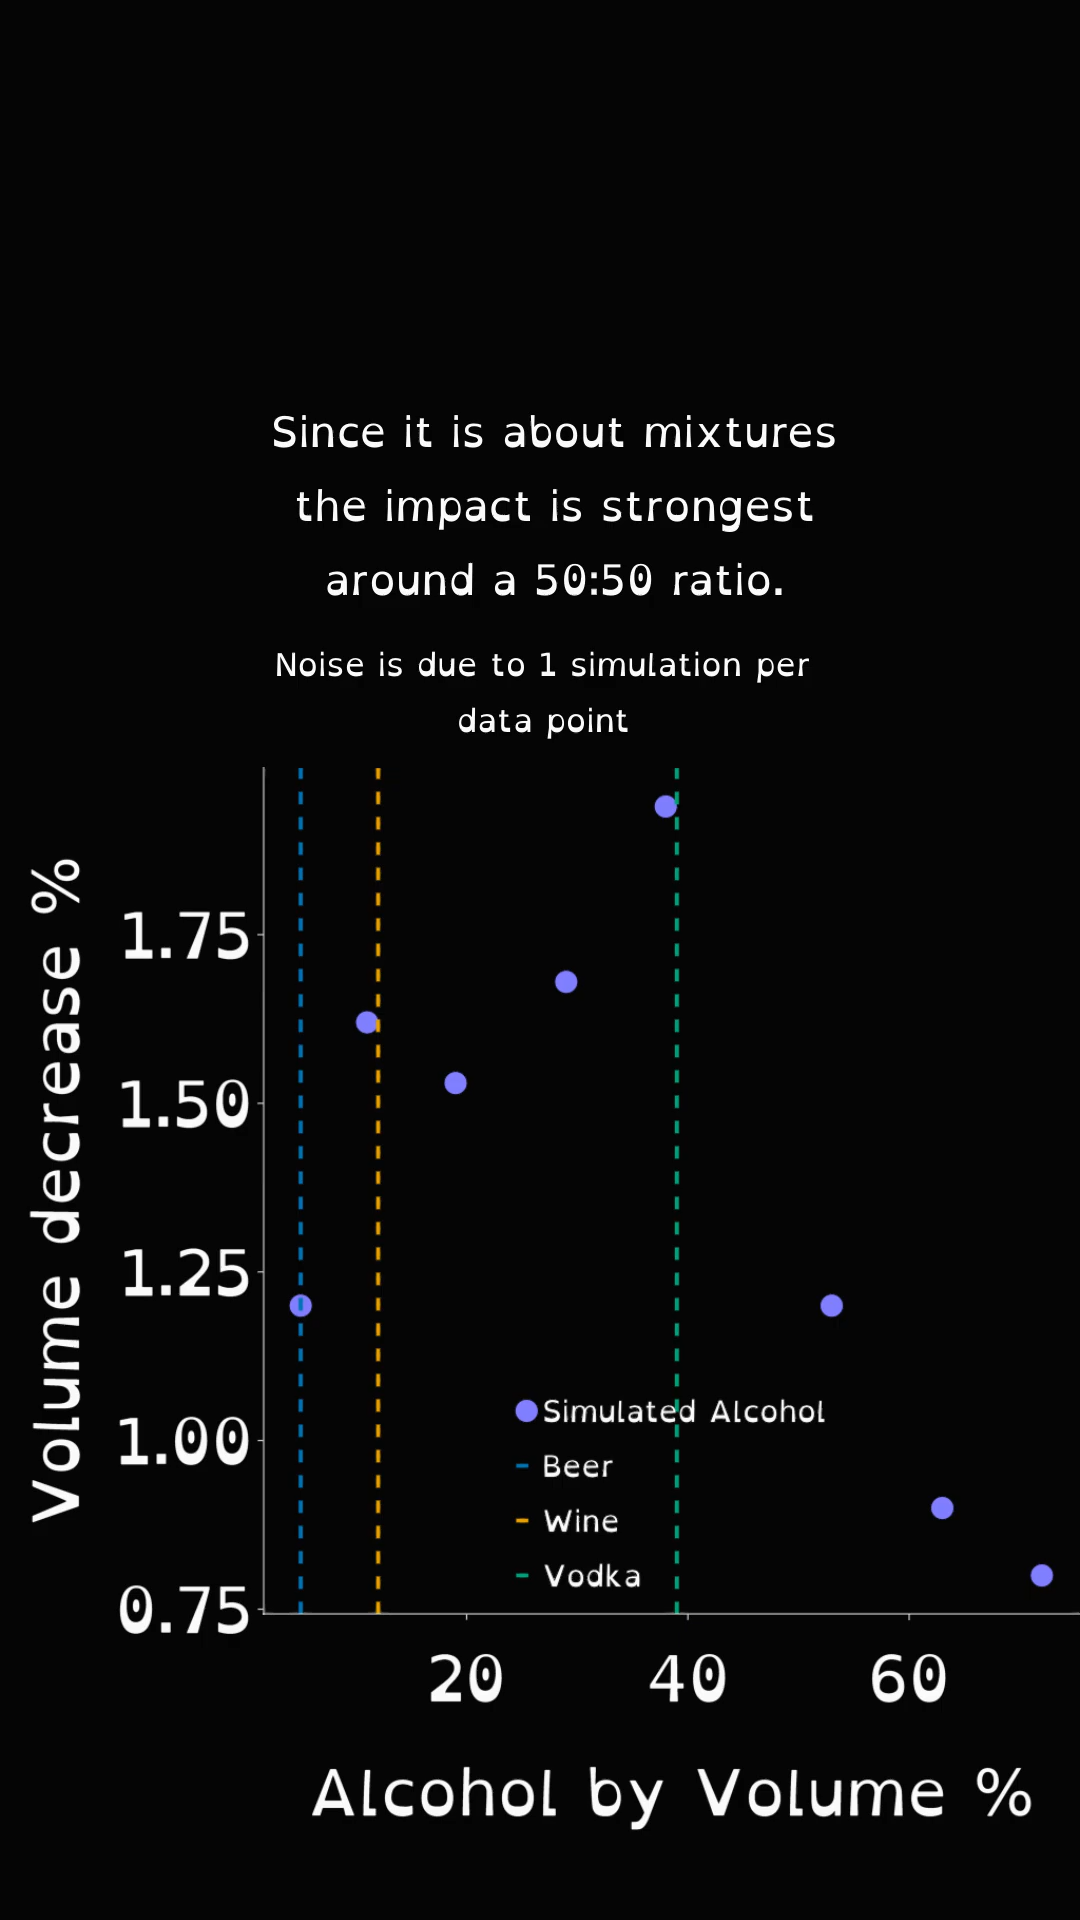 Since it is about mixtures
the impact is strongest
around a 50:50 ratio.
Noise is due to 1 simulation per
data point
Volume decrease %
1.75
1.50
1.25
1.00
0.75
Simulated Alcohol
Beer
Wine
Vodka
20 40 60
Alcohol by Volume %